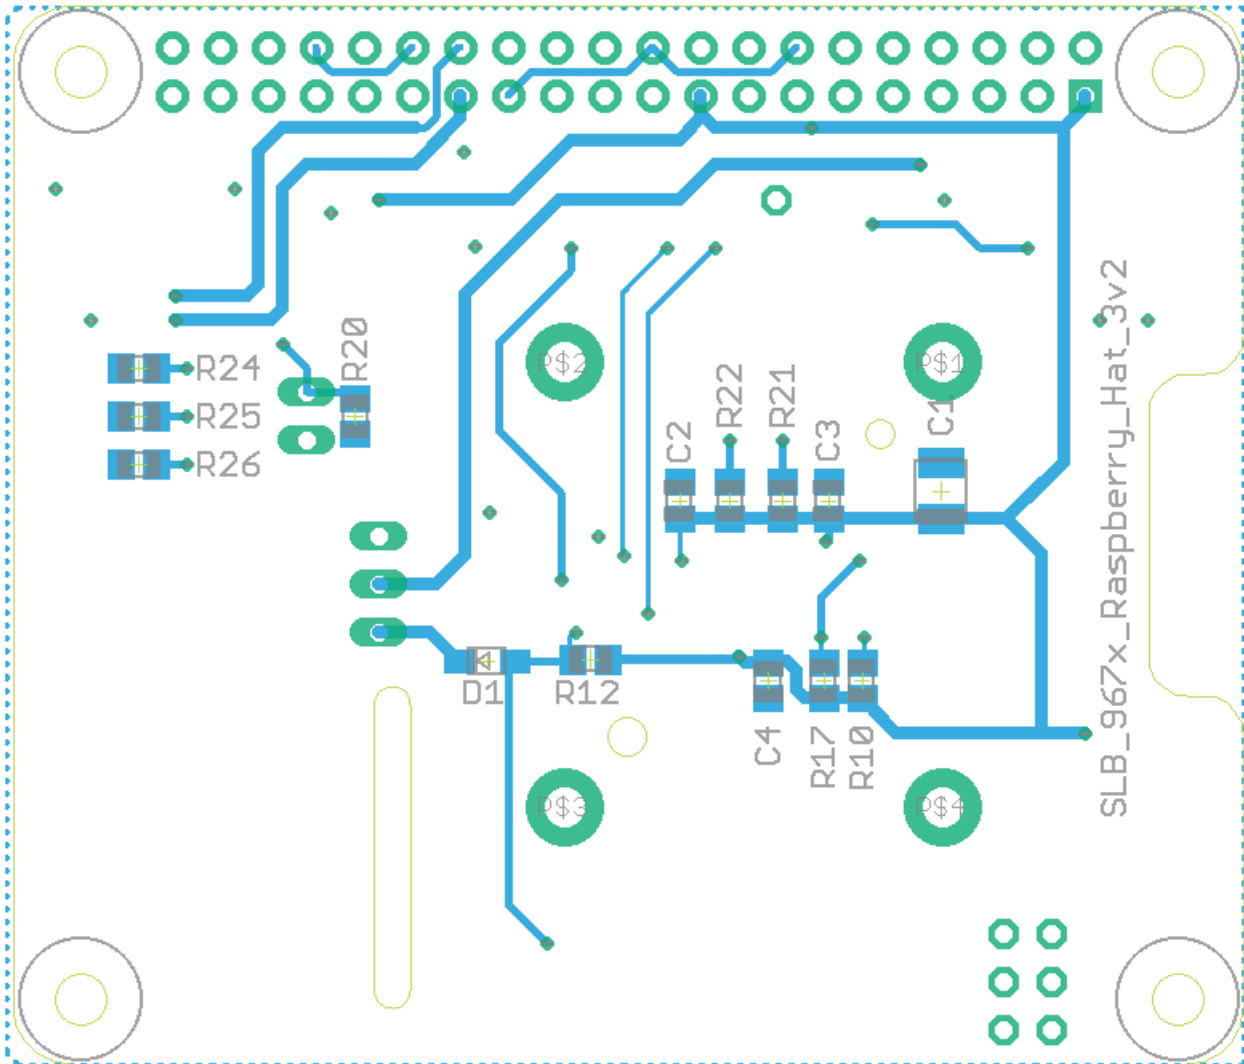 R24
R20
R25
R26
P$2
P$1
R22
R21
C1
C2
C3
SLB_967x_Raspberry_Hat_3v2
D1
R12
C4
R17
R10
P$3
P$4